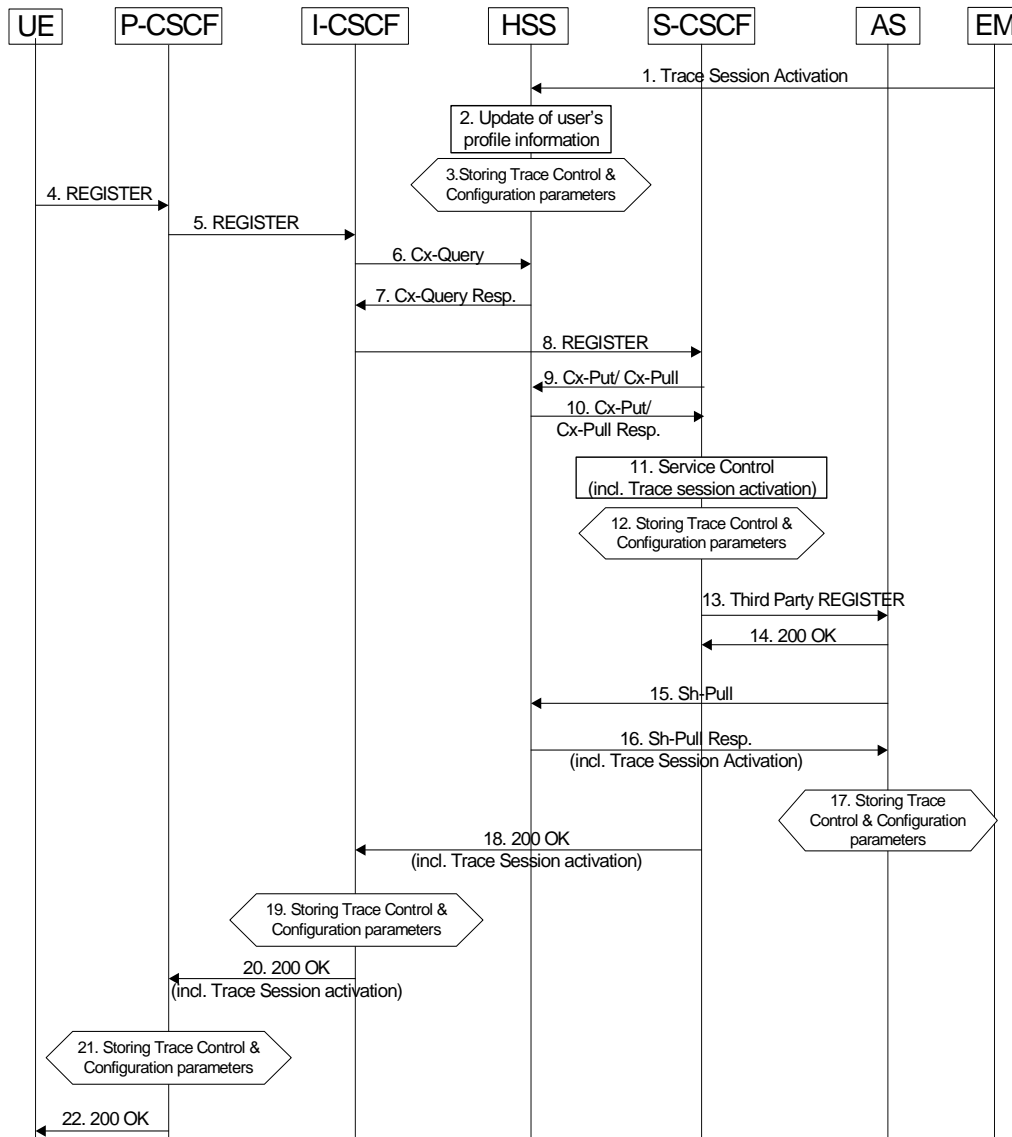 UE P-CSCF I-CSCF HSS S-CSCF AS EM
1. Trace Session Activation
2. Update of user's
profile information
3.Storing Trace Control &
Configuration parameters
4. REGISTER
5. REGISTER
6. Cx-Query
7. Cx-Query Resp.
8. REGISTER
9. Cx-Put/ Cx-Pull
10. Cx-Put/
Cx-Pull Resp.
11. Service Control
(incl. Trace session activation)
12. Storing Trace Control &
Configuration parameters
13. Third Party REGISTER
14. 200 OK
15. Sh-Pull
16. Sh-Pull Resp.
(incl. Trace Session Activation)
17. Storing Trace
Control & Configuration
parameters
18. 200 OK
(incl. Trace Session activation)
19. Storing Trace Control &
Configuration parameters
20. 200 OK
(incl. Trace Session activation)
21. Storing Trace Control &
Configuration parameters
22. 200 OK